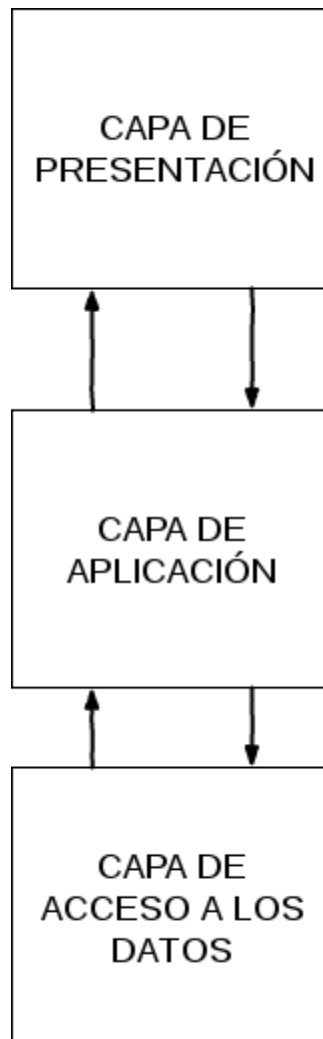 CAPA DE
PRESENTACIÓN
CAPA DE
APLICACIÓN
CAPA DE
ACCESO A LOS
DATOS